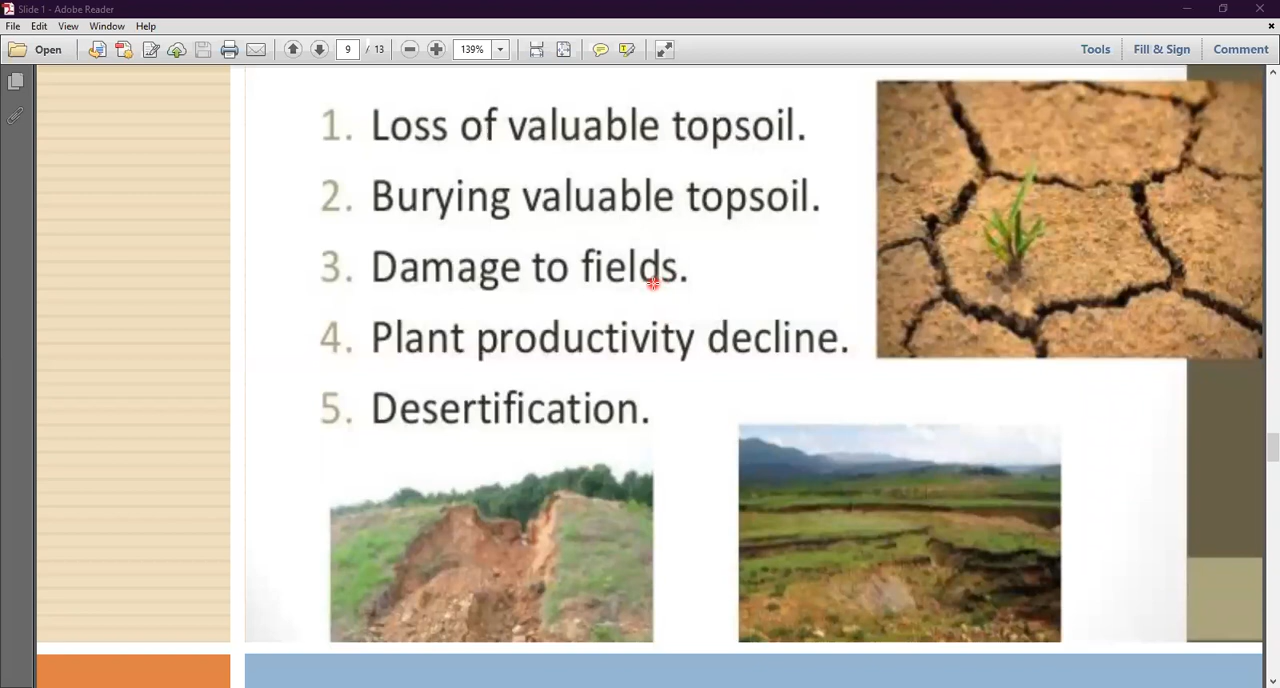 Slide 1 - Adobe Reader
File Edit View Window Help
Open 9 / 13 139% Tools Fill & Sign Comment
1. Loss of valuable topsoil.
2. Burying valuable topsoil.
3. Damage to fields.
4. Plant productivity decline.
5. Desertification.